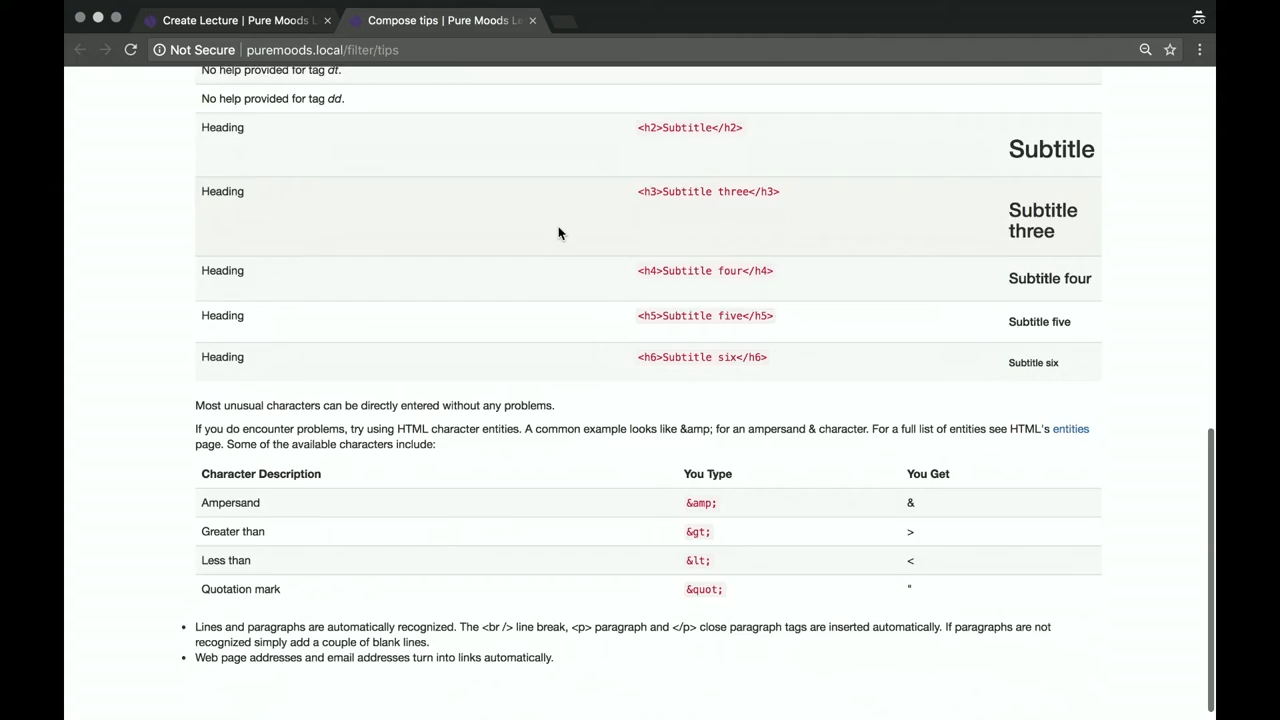 Create Lecture | Pure Moods L
Compose tips | Pure Moods Le
Not Secure | puremoods.local/filter/tips
No help provided for tag dt.
No help provided for tag dd.
Heading <h2>Subtitle</h2> Subtitle
Heading <h3>Subtitle three</h3> Subtitle three
Heading <h4>Subtitle four</h4> Subtitle four
Heading <h5>Subtitle five</h5> Subtitle five
Heading <h6>Subtitle six</h6> Subtitle six
Most unusual characters can be directly entered without any problems.
If you do encounter problems, try using HTML character entities. A common example looks like &amp; for an ampersand & character. For a full list of entities see HTML's entities
page. Some of the available characters include:
Character Description You Type You Get
Ampersand &amp; &
Greater than &gt; >
Less than &lt; <
Quotation mark &quot; "
• Lines and paragraphs are automatically recognized. The <br /> line break, <p> paragraph and </p> close paragraph tags are inserted automatically. If paragraphs are not
recognized simply add a couple of blank lines.
• Web page addresses and email addresses turn into links automatically.